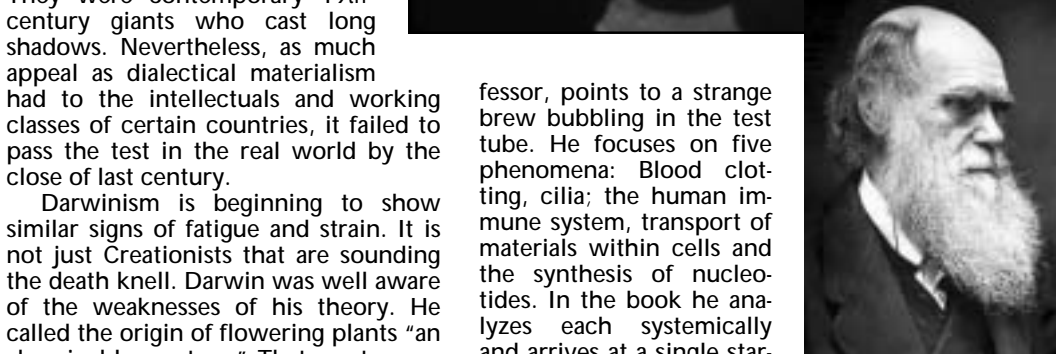 They were contemporary
century giants who cast long
shadows. Nevertheless, as much
appeal as dialectical materialism
had to the intellectuals and working
classes of certain countries, it failed to
pass the test in the real world by the
close of last century.
Darwinism is beginning to show
similar signs of fatigue and strain. It is
not just Creationists that are sounding
the death knell. Darwin was well aware
of the weaknesses of his theory. He
called the origin of flowering plants “an
fessor, points to a strange
brew bubbling in the test
tube. He focuses on five
phenomena: Blood clot-
ting, cilia; the human im-
mune system, transport of
materials within cells and
the synthesis of nucleo-
tides. In the book he ana-
lyzes each systemically
and arrives at a single star-